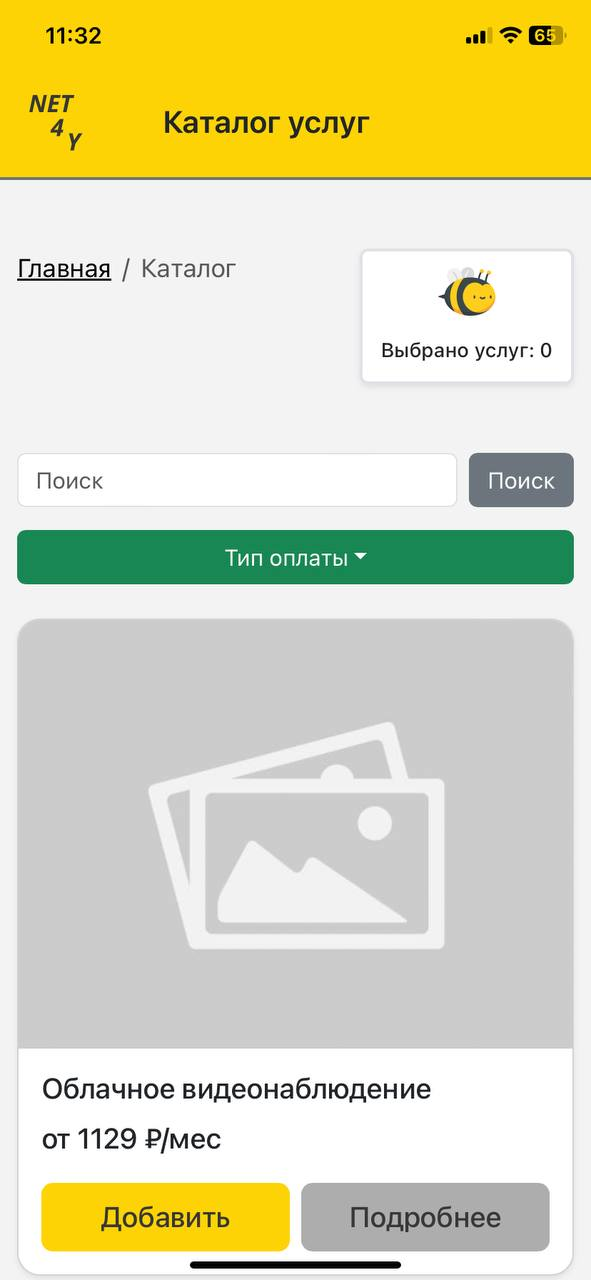 11:32
65
NET
4
Y
Каталог услуг
Главная / Каталог
Выбрано услуг: 0
Поиск
Поиск
Тип оплаты
Облачное видеонаблюдение
от 1129 ₽/мес
Добавить
Подробнее